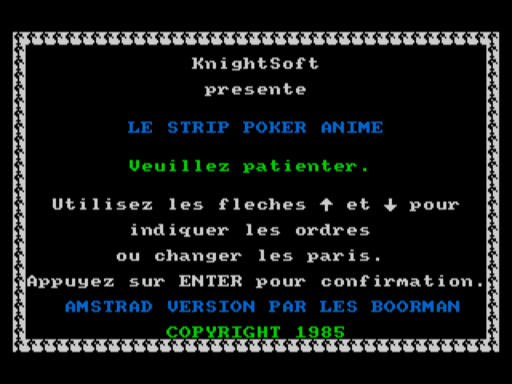 KnightSoft
presente
LE STRIP POKER ANIME
Veuillez patienter.
Utilisez les fleches ↑ et ↓ pour
indiquer les ordres
ou changer les paris.
Appuyez sur ENTER pour confirmation.
AMSTRAD VERSION PAR LES BOORMAN
COPYRIGHT 1985